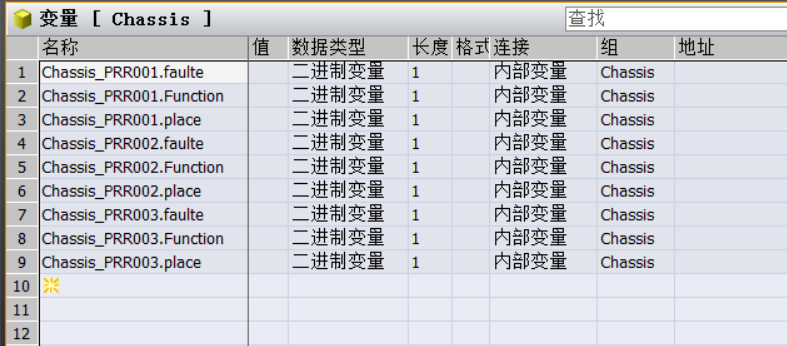 变量 [ Chassis ] 查找
名称 值 数据类型 长度 格式 连接 组 地址
1 Chassis_PRR001.faulte 二进制变量 1 内部变量 Chassis
2 Chassis_PRR001.Function 二进制变量 1 内部变量 Chassis
3 Chassis_PRR001.place 二进制变量 1 内部变量 Chassis
4 Chassis_PRR002.faulte 二进制变量 1 内部变量 Chassis
5 Chassis_PRR002.Function 二进制变量 1 内部变量 Chassis
6 Chassis_PRR002.place 二进制变量 1 内部变量 Chassis
7 Chassis_PRR003.faulte 二进制变量 1 内部变量 Chassis
8 Chassis_PRR003.Function 二进制变量 1 内部变量 Chassis
9 Chassis_PRR003.place 二进制变量 1 内部变量 Chassis
10
11
12